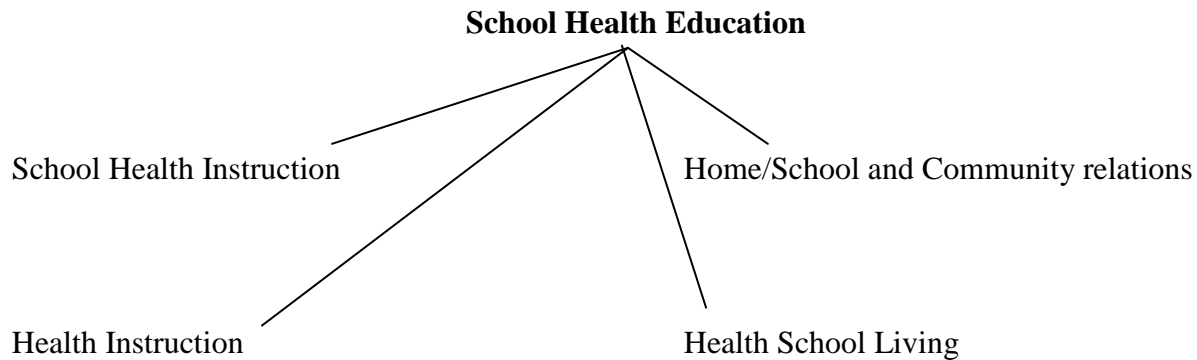 School Health Education
School Health Instruction
Home/School and Community relations
Health Instruction
Health School Living